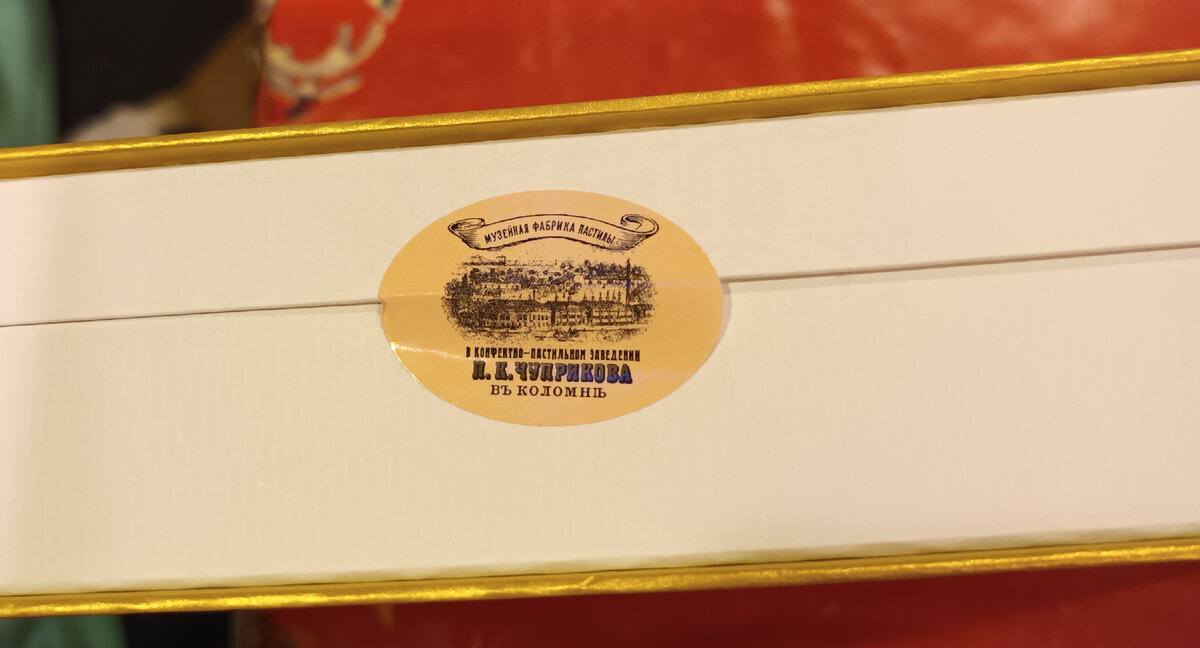 МУЗЕЙНАЯ ФАБРИКА ПАСТИЛЫ
В КОНФЕКТНО-ПАСТИЛЬНОМ ЗАВЕДЕНИИ
П. К. ЧУПРИКОВА
ВЪ КОЛОМНѢ